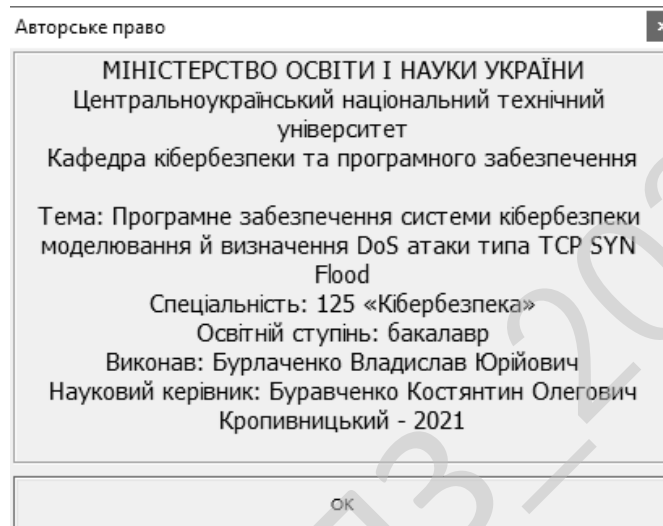 Авторське право
МІНІСТЕРСТВО ОСВІТИ І НАУКИ УКРАЇНИ
Центральноукраїнський національний технічний
університет
Кафедра кібербезпеки та програмного забезпечення
Тема: Програмне забезпечення системи кібербезпеки
моделювання й визначення DoS атаки типа TCP SYN
Flood
Спеціальність: 125 «Кібербезпека»
Освітній ступінь: бакалавр
Виконав: Бурлаченко Владислав Юрійович
Науковий керівник: Буравченко Костянтин Олегович
Кропивницький - 2021
ОК